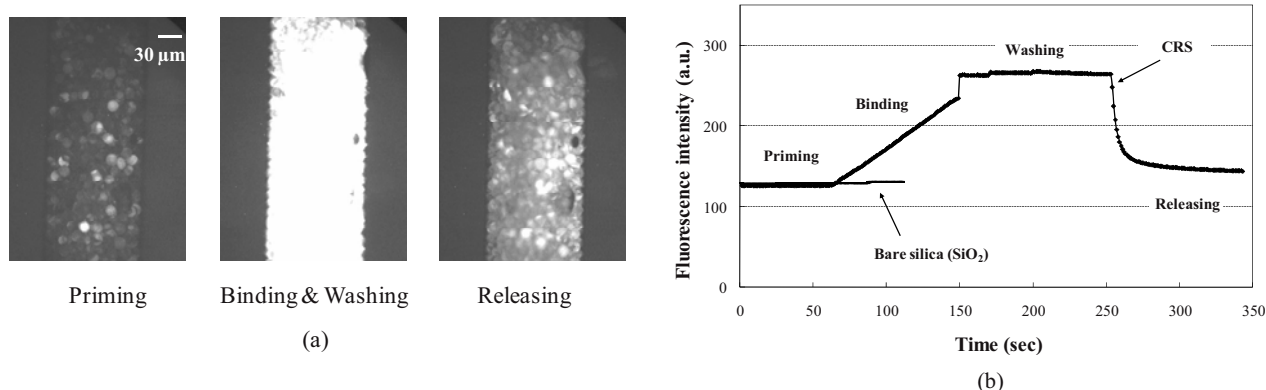 30 µm
Priming
Binding & Washing
Releasing
(a)
Fluorescence intensity (a.u.)
300
200
100
0
0
50
100
150
200
250
300
350
Priming
Binding
Washing
CRS
Releasing
Bare silica (SiO₂)
Time (sec)
(b)